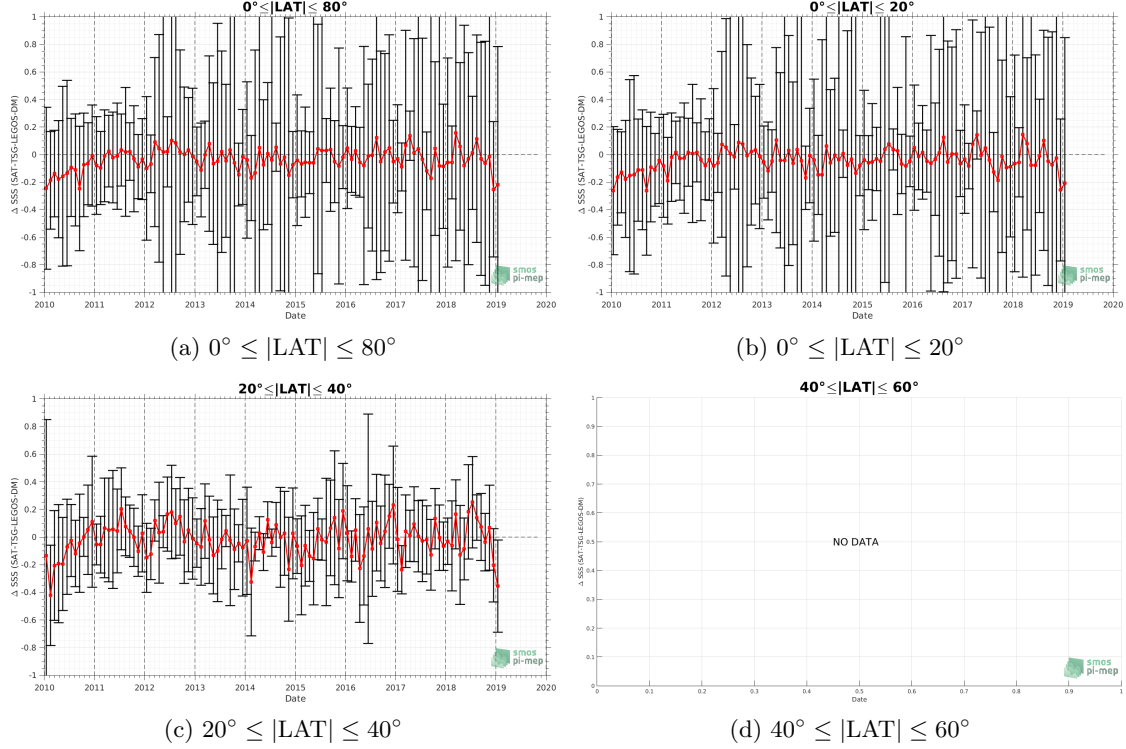 0°≤|LAT|≤ 80°
Δ SSS (SAT-TSG-LEGOS-DM)
1
0.8
0.6
0.4
0.2
0
-0.2
-0.4
-0.6
-0.8
-1
2010 2011 2012 2013 2014 2015 2016 2017 2018 2019 2020
Date
smos
pi-mep
(a) 0° ≤ |LAT| ≤ 80°
0°≤|LAT|≤ 20°
Δ SSS (SAT-TSG-LEGOS-DM)
1
0.8
0.6
0.4
0.2
0
-0.2
-0.4
-0.6
-0.8
-1
2010 2011 2012 2013 2014 2015 2016 2017 2018 2019 2020
Date
smos
pi-mep
(b) 0° ≤ |LAT| ≤ 20°
20°≤|LAT|≤ 40°
Δ SSS (SAT-TSG-LEGOS-DM)
1
0.8
0.6
0.4
0.2
0
-0.2
-0.4
-0.6
-0.8
-1
2010 2011 2012 2013 2014 2015 2016 2017 2018 2019 2020
Date
smos
pi-mep
(c) 20° ≤ |LAT| ≤ 40°
40°≤|LAT|≤ 60°
Δ SSS (SAT-TSG-LEGOS-DM)
1
0.9
0.8
0.7
0.6
0.5
0.4
0.3
0.2
0.1
0
NO DATA
0 0.1 0.2 0.3 0.4 0.5 0.6 0.7 0.8 0.9 1
Date
smos
pi-mep
(d) 40° ≤ |LAT| ≤ 60°